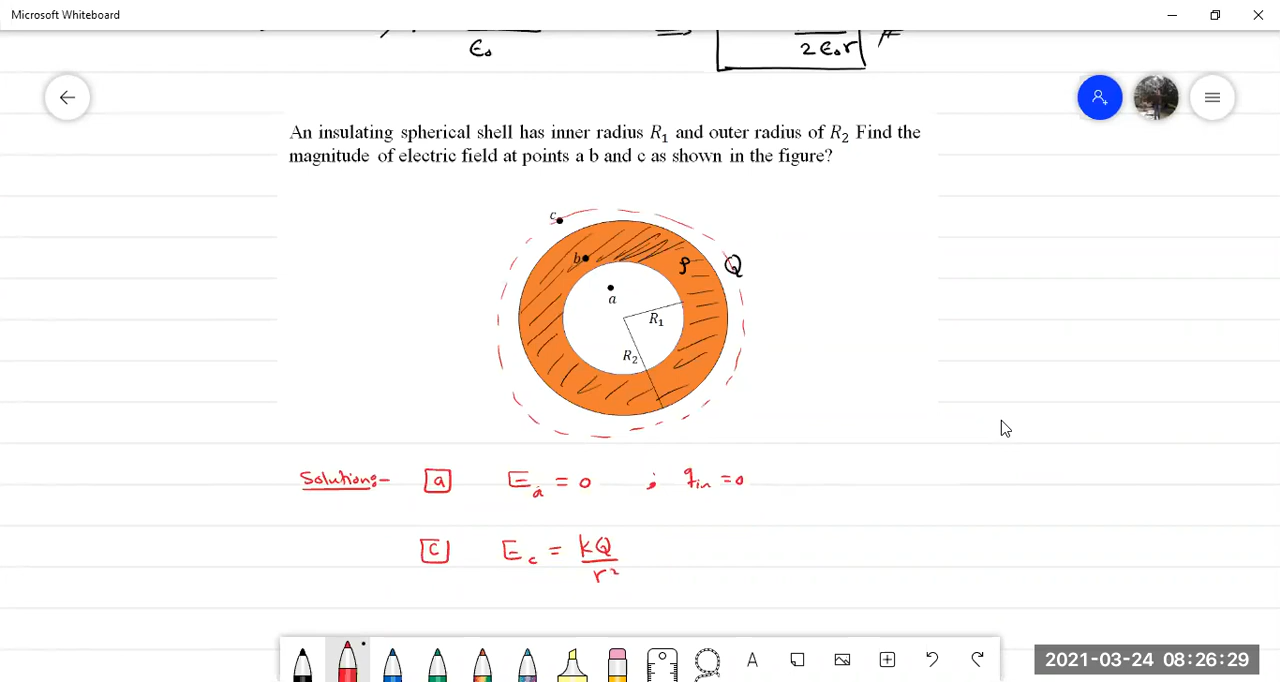 Microsoft Whiteboard
ε₀
2ε₀r
An insulating spherical shell has inner radius R₁ and outer radius of R₂ Find the
magnitude of electric field at points a b and c as shown in the figure?
c
b
ρ Q
a
R₁
R₂
Solution:- a E_a = 0 ; q_in = 0
c E_c = kQ
r²
A
2021-03-24 08:26:29